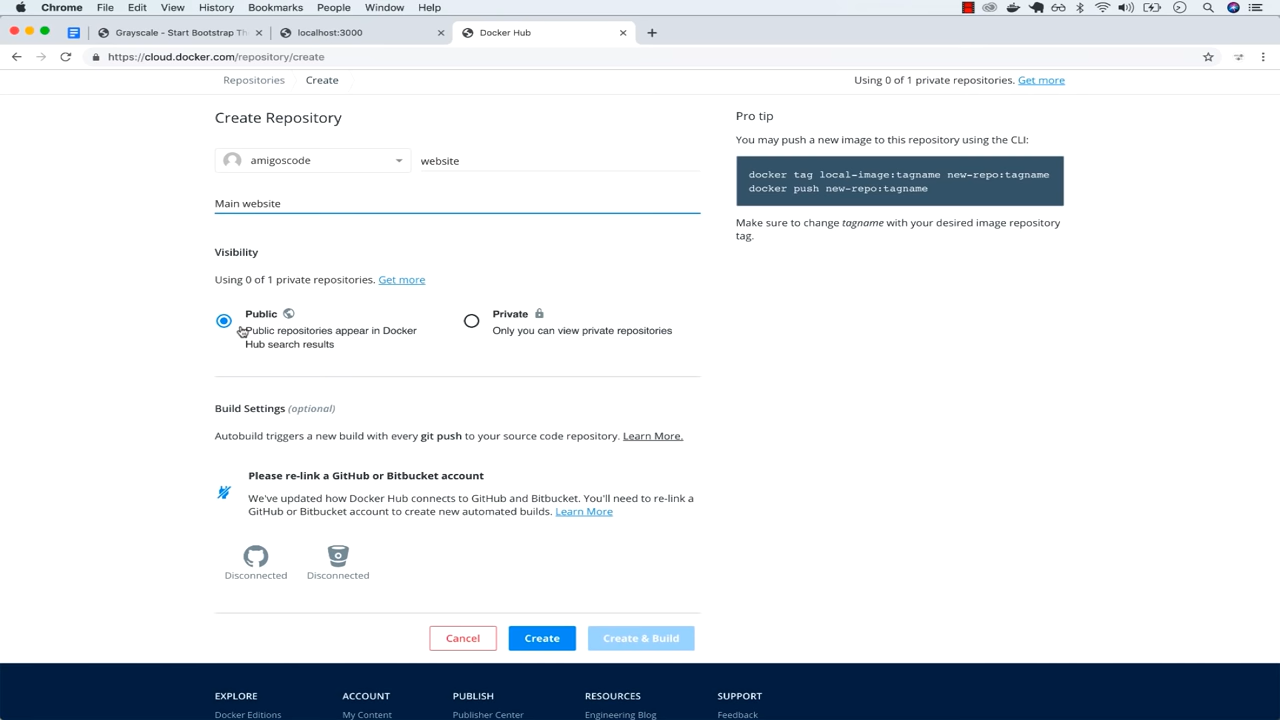 Chrome File Edit View History Bookmarks People Window Help
Grayscale - Start Bootstrap Th
localhost:3000
Docker Hub
https://cloud.docker.com/repository/create
Repositories Create
Using 0 of 1 private repositories. Get more
Create Repository
amigoscode
website
Main website
Visibility
Using 0 of 1 private repositories. Get more
Public
Public repositories appear in Docker
Hub search results
Private
Only you can view private repositories
Build Settings (optional)
Autobuild triggers a new build with every git push to your source code repository. Learn More.
Please re-link a GitHub or Bitbucket account
We've updated how Docker Hub connects to GitHub and Bitbucket. You'll need to re-link a
GitHub or Bitbucket account to create new automated builds. Learn More
Disconnected
Disconnected
Cancel
Create
Create & Build
Pro tip
You may push a new image to this repository using the CLI:
docker tag local-image:tagname new-repo:tagname
docker push new-repo:tagname
Make sure to change tagname with your desired image repository
tag.
EXPLORE ACCOUNT PUBLISH RESOURCES SUPPORT
Docker Editions My Content Publisher Center Engineering Blog Feedback